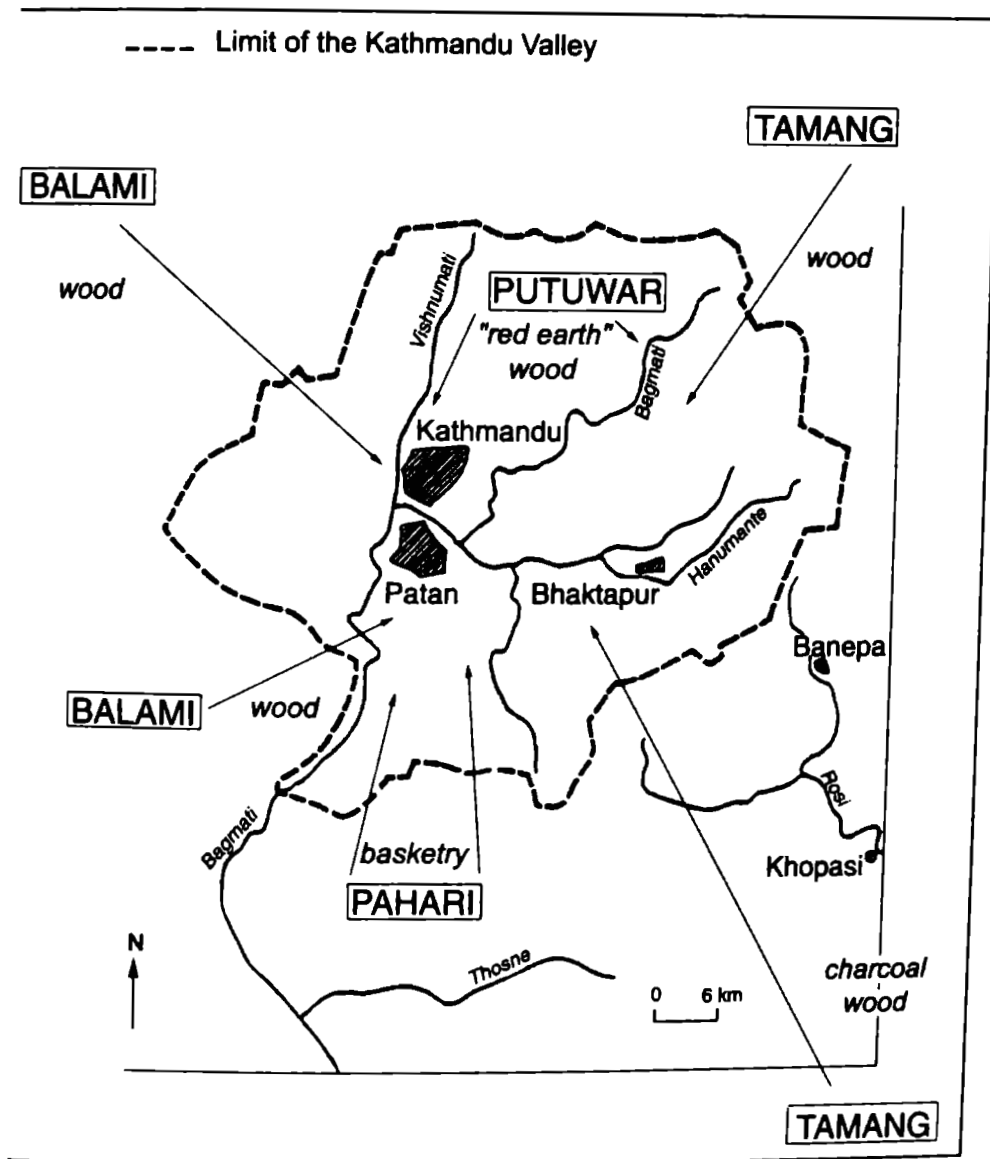 Limit of the Kathmandu Valley
TAMANG
BALAMI
wood
wood
Vishnumati
PUTUWAR
"red earth"
wood
Bagmati
Kathmandu
Hanumante
Patan
Bhaktapur
Banepa
BALAMI
wood
Rosi
Bagmati
basketry
Khopasi
PAHARI
N
Thosne
charcoal
wood
0 6 km
TAMANG